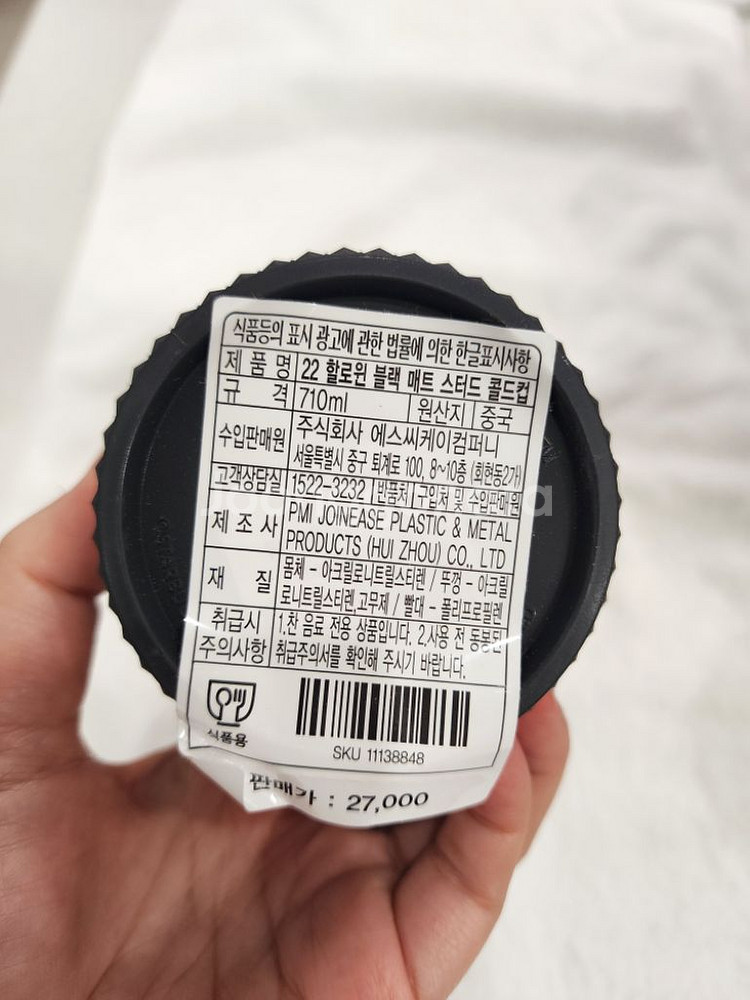 식품등의 표시 광고에 관한 법률에 의한 한글표시사항
제 품 명 22 할로윈 블랙 매트 스터드 콜드컵
규 격 710ml 원산지 중국
수입판매원 주식회사 에스씨케이컴퍼니
서울특별시 중구 퇴계로 100, 8~10층 (회현동2가)
고객상담실 1522-3232 반품처 구입처 및 수입판매원
제 조 사 PMI JOINEASE PLASTIC & METAL
PRODUCTS (HUI ZHOU) CO., LTD
재 질 몸체 - 아크릴로니트릴스티렌 / 뚜껑 - 아크릴
로니트릴스티렌,고무제 / 빨대 - 폴리프로필렌
취급시 1.찬 음료 전용 상품입니다. 2.사용 전 동봉된
주의사항 취급주의서를 확인해 주시기 바랍니다.
식품용
SKU 11138848
판매가 : 27,000